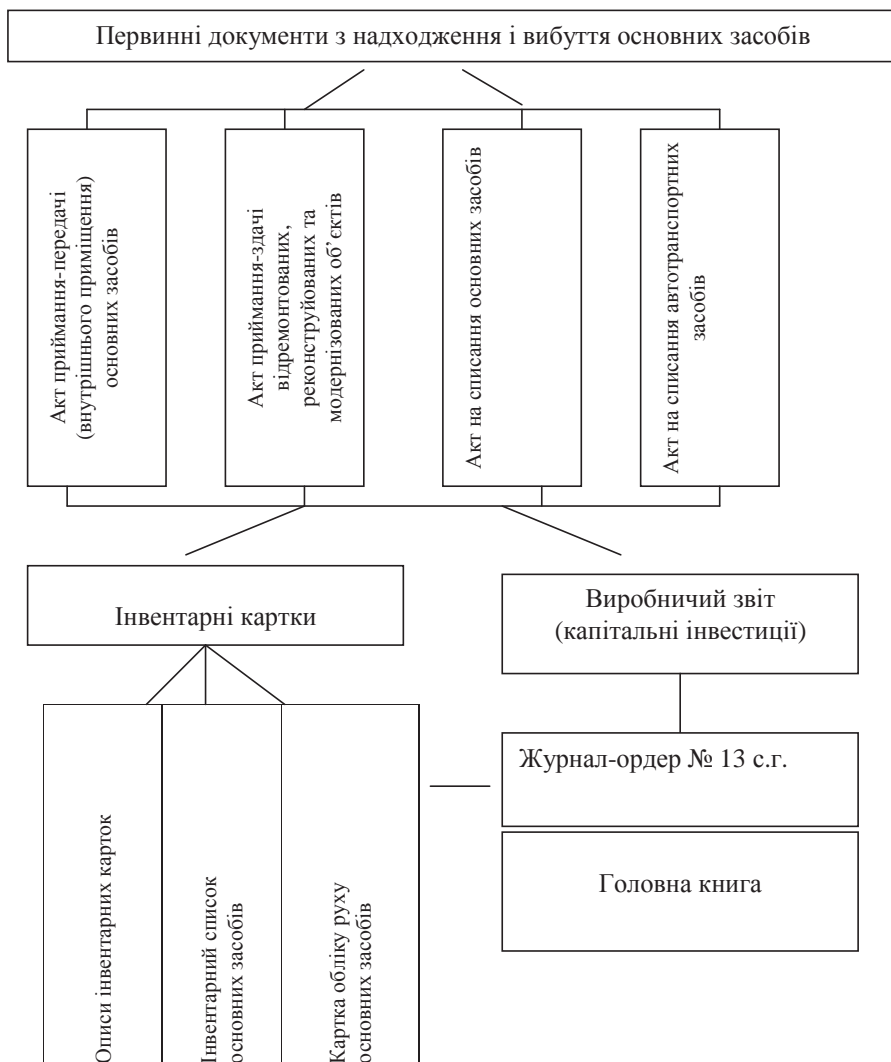 Первинні документи з надходження і вибуття основних засобів
Акт приймання-передачі
(внутрішнього приміщення)
основних засобів
Акт приймання-здачі
відремонтованих,
реконструйованих та
модернізованих об’єктів
Акт на списання основних засобів
Акт на списання автотранспортних
засобів
Інвентарні картки
Виробничий звіт
(капітальні інвестиції)
Описи інвентарних карток
Інвентарний список
основних засобів
Картка обліку руху
основних засобів
Журнал-ордер № 13 с.г.
Головна книга